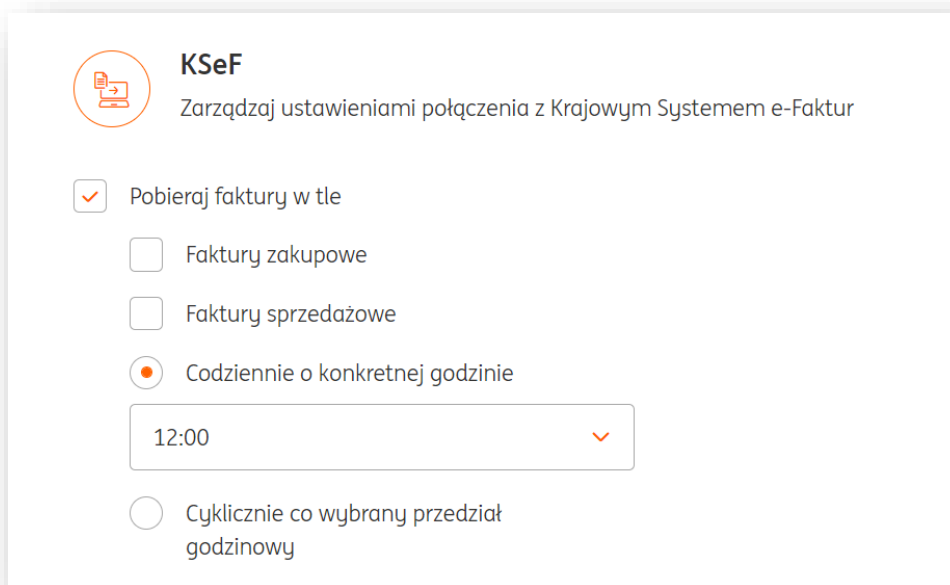 KSeF
Zarządzaj ustawieniami połączenia z Krajowym Systemem e-Faktur
Pobieraj faktury w tle
Faktury zakupowe
Faktury sprzedażowe
Codziennie o konkretnej godzinie
12:00
Cyklicznie co wybrany przedział
godzinowy